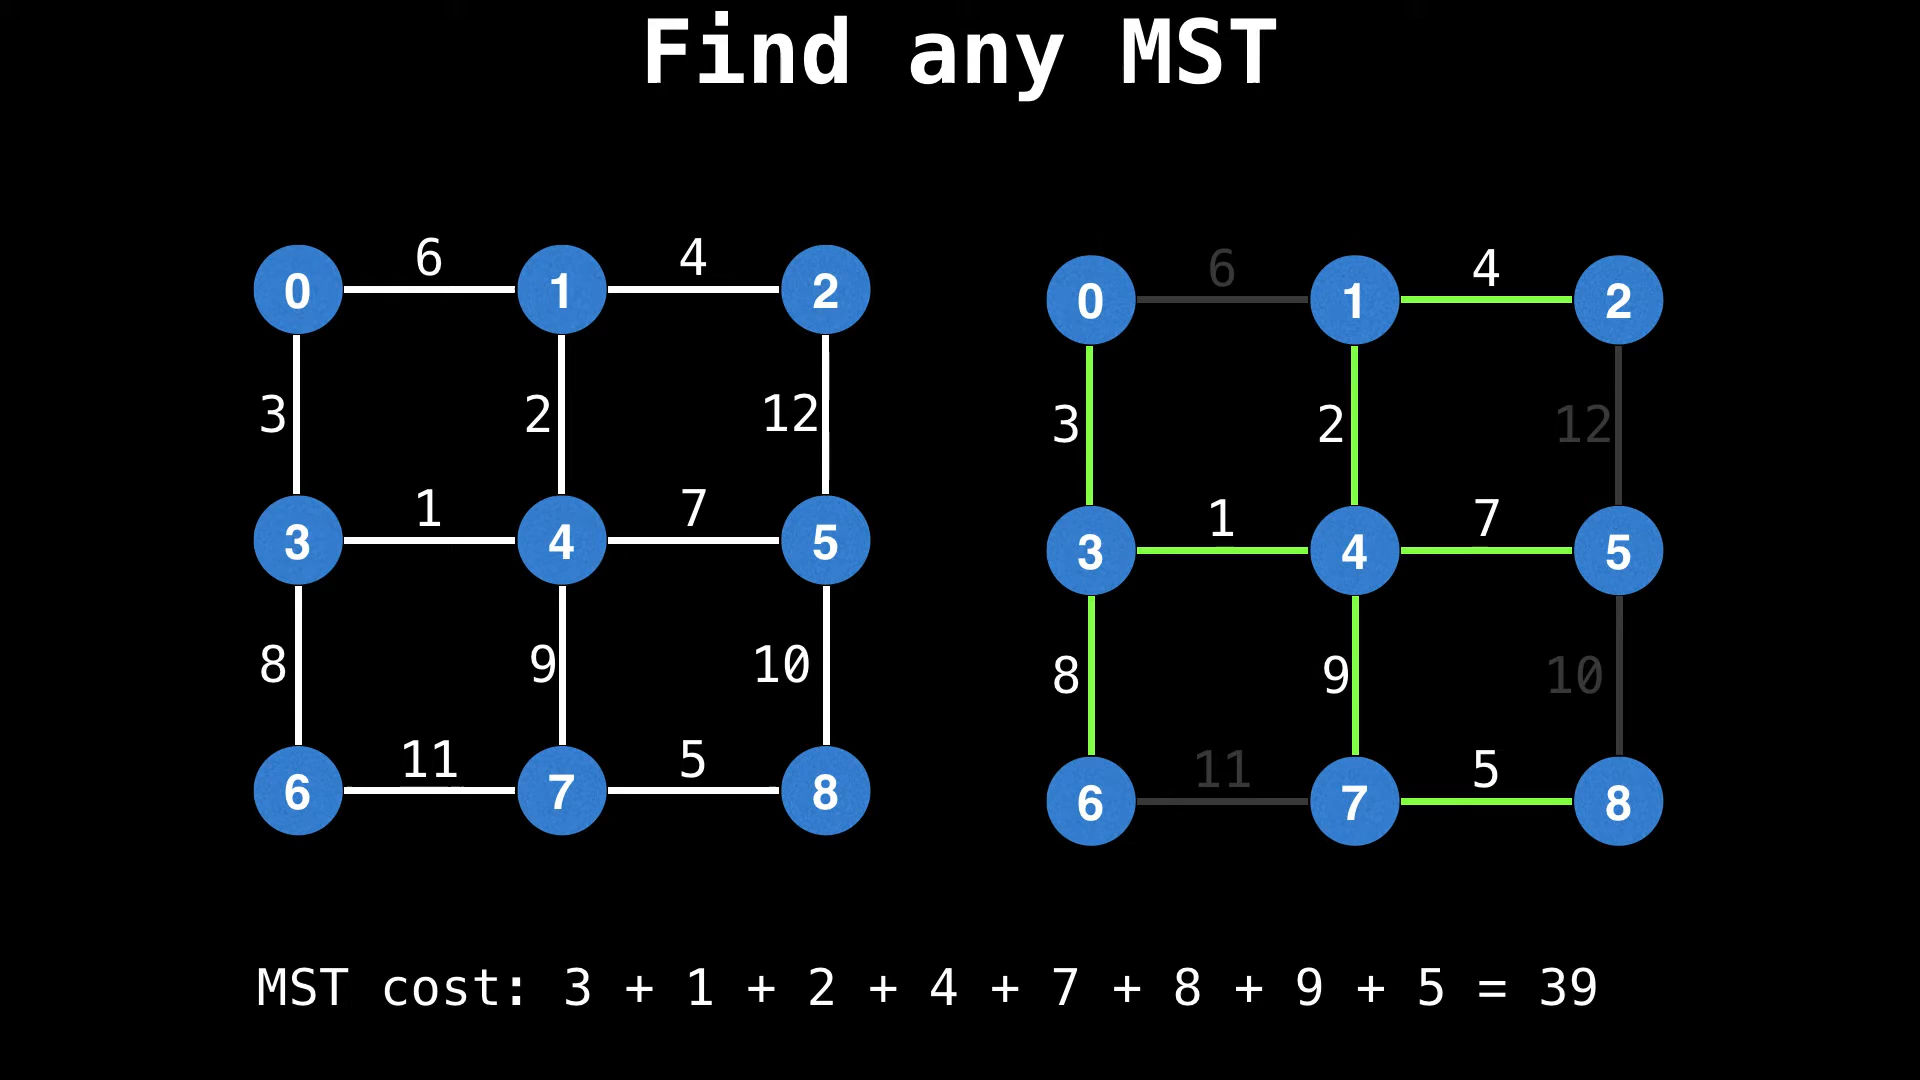 Find any MST
6 4 6 4
0 1 2 0 1 2
3 2 12 3 2 12
1 7 1 7
3 4 5 3 4 5
8 9 10 8 9 10
11 5 11 5
6 7 8 6 7 8
MST cost: 3 + 1 + 2 + 4 + 7 + 8 + 9 + 5 = 39